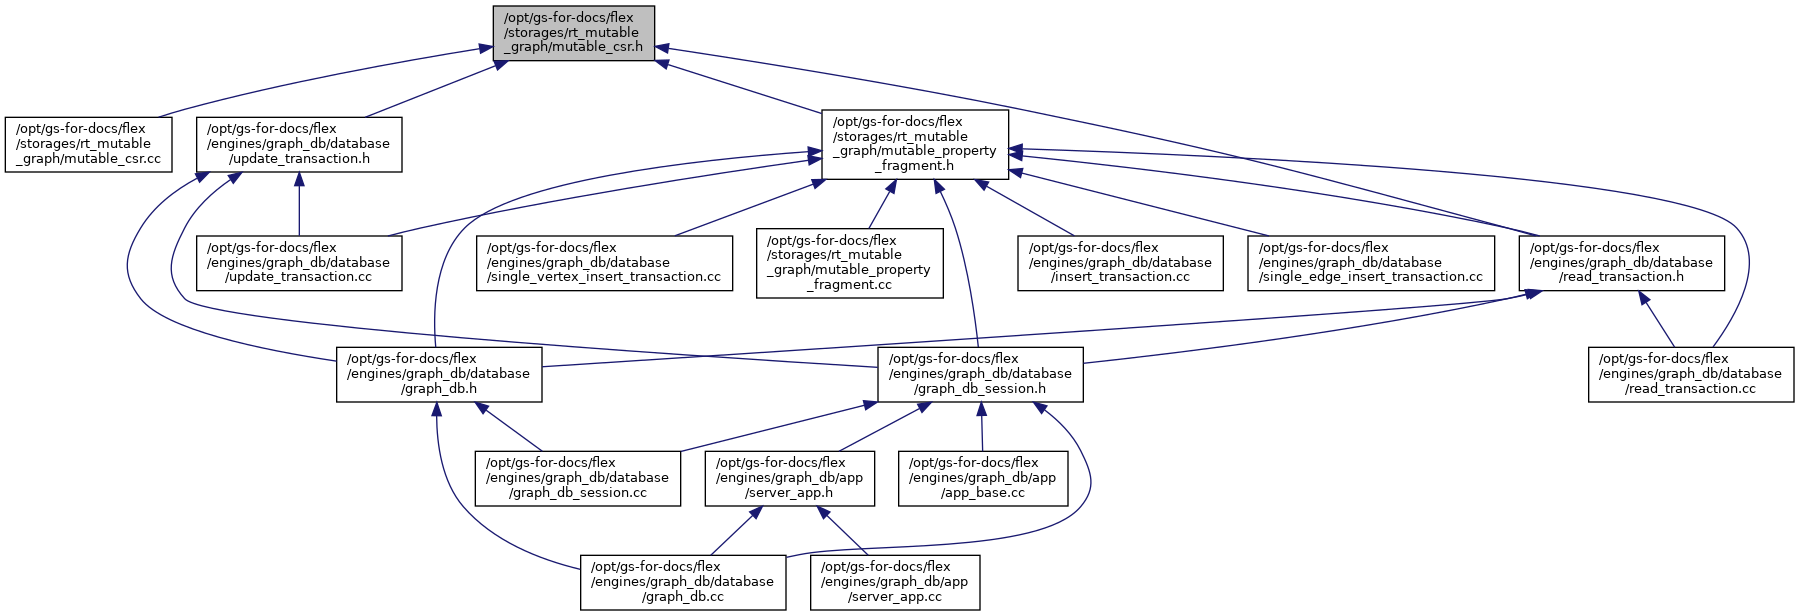 /opt/gs-for-docs/flex
/storages/rt_mutable
_graph/mutable_csr.h
/opt/gs-for-docs/flex
/storages/rt_mutable
_graph/mutable_csr.cc
/opt/gs-for-docs/flex
/engines/graph_db/database
/update_transaction.h
/opt/gs-for-docs/flex
/storages/rt_mutable
_graph/mutable_property
_fragment.h
/opt/gs-for-docs/flex
/engines/graph_db/database
/update_transaction.cc
/opt/gs-for-docs/flex
/engines/graph_db/database
/single_vertex_insert_transaction.cc
/opt/gs-for-docs/flex
/storages/rt_mutable
_graph/mutable_property
_fragment.cc
/opt/gs-for-docs/flex
/engines/graph_db/database
/insert_transaction.cc
/opt/gs-for-docs/flex
/engines/graph_db/database
/single_edge_insert_transaction.cc
/opt/gs-for-docs/flex
/engines/graph_db/database
/read_transaction.h
/opt/gs-for-docs/flex
/engines/graph_db/database
/graph_db.h
/opt/gs-for-docs/flex
/engines/graph_db/database
/graph_db_session.h
/opt/gs-for-docs/flex
/engines/graph_db/database
/read_transaction.cc
/opt/gs-for-docs/flex
/engines/graph_db/database
/graph_db_session.cc
/opt/gs-for-docs/flex
/engines/graph_db/app
/server_app.h
/opt/gs-for-docs/flex
/engines/graph_db/app
/app_base.cc
/opt/gs-for-docs/flex
/engines/graph_db/database
/graph_db.cc
/opt/gs-for-docs/flex
/engines/graph_db/app
/server_app.cc